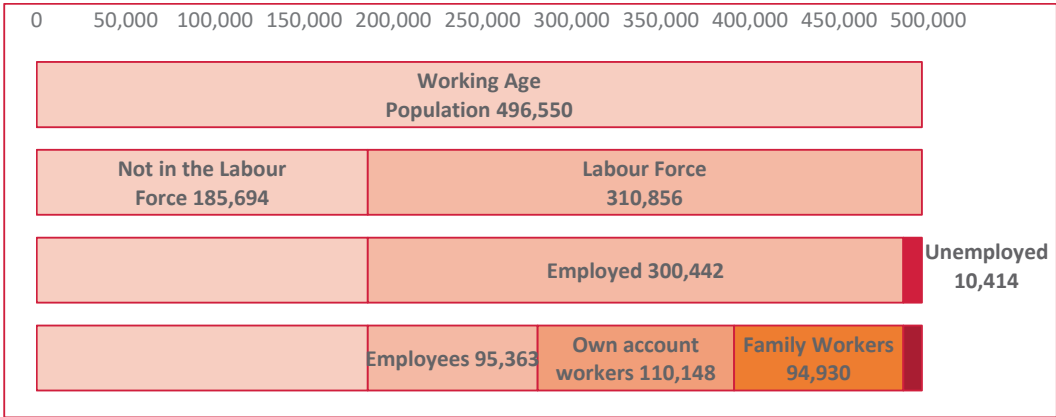 0 50,000 100,000 150,000 200,000 250,000 300,000 350,000 400,000 450,000 500,000
Working Age
Population 496,550
Not in the Labour
Force 185,694
Labour Force
310,856
Employed 300,442
Unemployed
10,414
Employees 95,363
Own account
workers 110,148
Family Workers
94,930